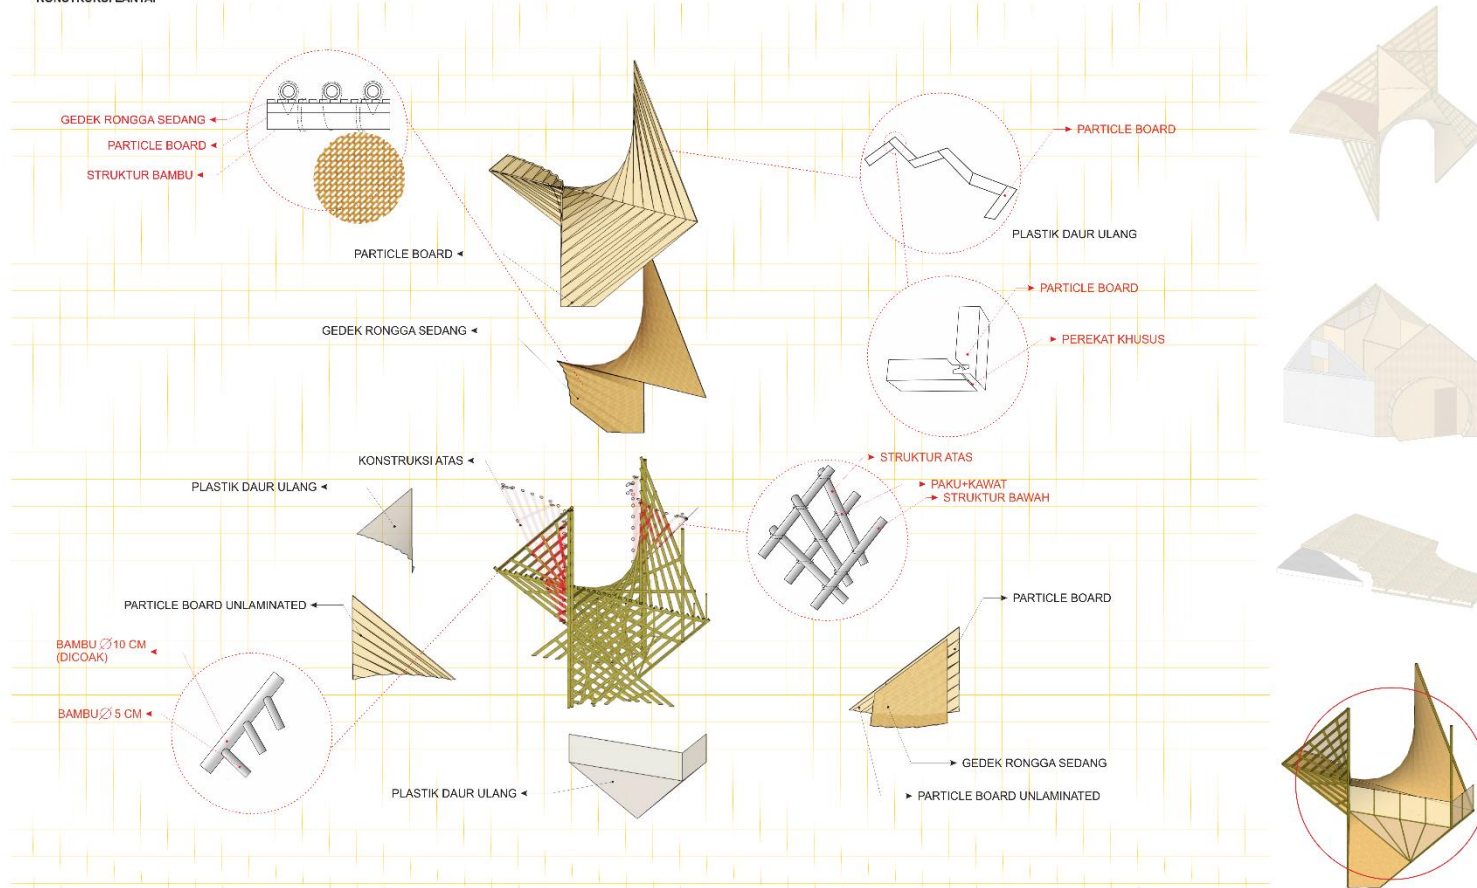 KONSTRUKSI LANTAI
GEDEK RONGGA SEDANG
PARTICLE BOARD
STRUKTUR BAMBU
PARTICLE BOARD
PLASTIK DAUR ULANG
PARTICLE BOARD
PARTICLE BOARD
PEREKAT KHUSUS
GEDEK RONGGA SEDANG
KONSTRUKSI ATAS
PLASTIK DAUR ULANG
STRUKTUR ATAS
PAKU+KAWAT
STRUKTUR BAWAH
PARTICLE BOARD UNLAMINATED
BAMBU ∅ 10 CM
(DICOAK)
BAMBU ∅ 5 CM
PARTICLE BOARD
GEDEK RONGGA SEDANG
PARTICLE BOARD UNLAMINATED
PLASTIK DAUR ULANG